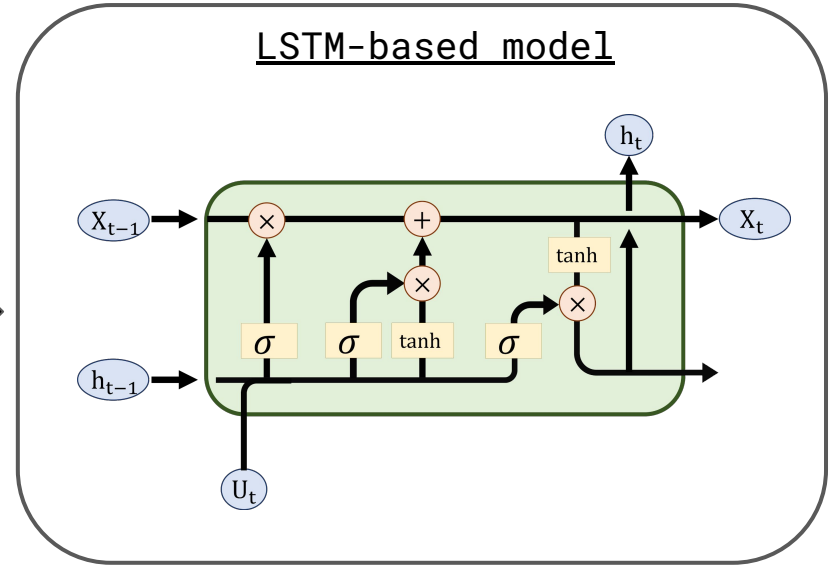 LSTM-based model
h_t
X_{t-1}
×
+
X_t
tanh
×
×
σ
σ
tanh
σ
h_{t-1}
U_t